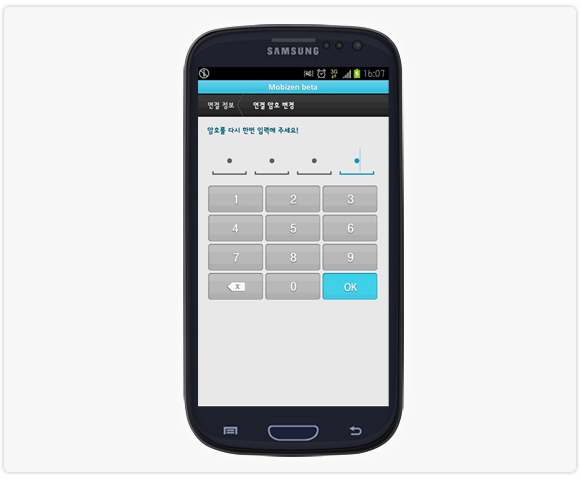 SAMSUNG
3G 16:07
Mobizen beta
연결 정보 연결 암호 변경
암호를 다시 한번 입력해 주세요!
1 2 3
4 5 6
7 8 9
X 0 OK